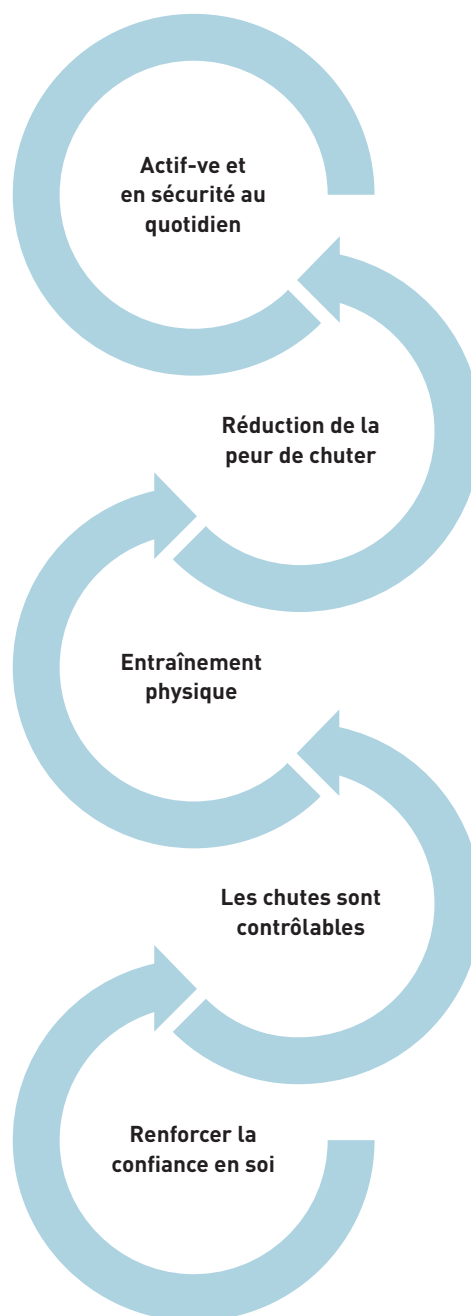 Actif-ve et
en sécurité au
quotidien
Réduction de la
peur de chuter
Entraînement
physique
Les chutes sont
contrôlables
Renforcer la
confiance en soi